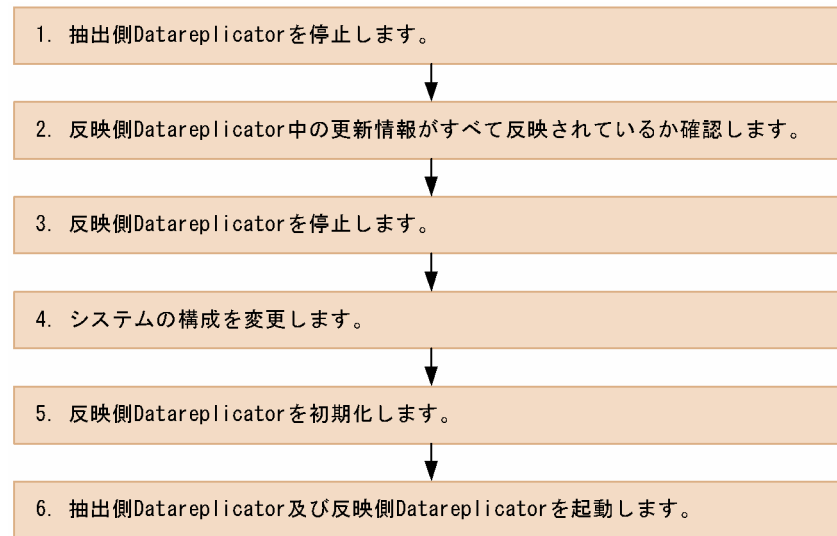 1. 抽出側Datareplicatorを停止します。
2. 反映側Datareplicator中の更新情報がすべて反映されているか確認します。
3. 反映側Datareplicatorを停止します。
4. システムの構成を変更します。
5. 反映側Datareplicatorを初期化します。
6. 抽出側Datareplicator及び反映側Datareplicatorを起動します。